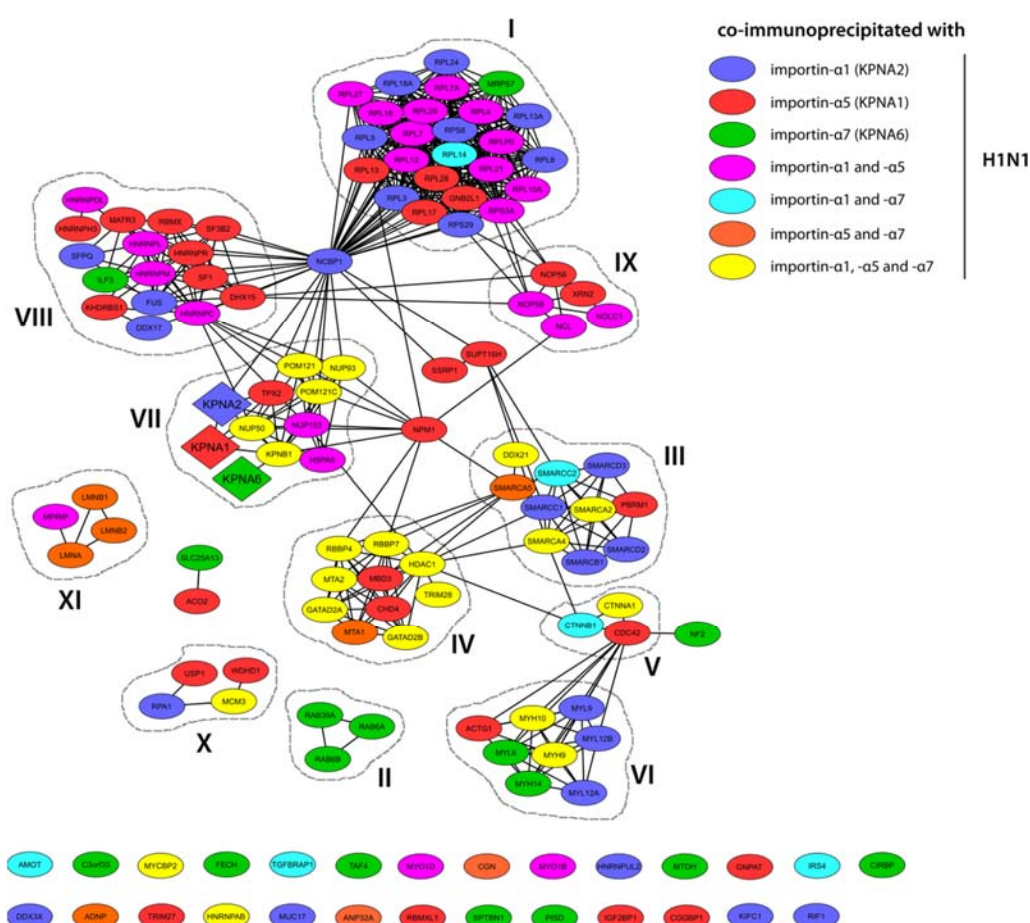 co-immunoprecipitated with
importin-α1 (KPNA2)
importin-α5 (KPNA1)
importin-α7 (KPNA6)
importin-α1 and -α5
importin-α1 and -α7
importin-α5 and -α7
importin-α1, -α5 and -α7
H1N1
I
RPL24
RPL18A
RPL7A
MRPS7
RPL27
RPL18
RPL29
RPL4
RPL13A
RPL5
RPL7
RPS8
RPLP0
RPL12
RPL14
RPL8
RPL13
RPL28
RPL21
RPL10A
RPL3
GNB2L1
RPL17
RPS3A
RPS29
NCBP1
VIII
HNRPDL
MATR3
RBMX
SF3B2
HNRNPH3
HNRNPL
HNRNPR
SFPQ
HNRNPM
SF1
ILF3
DHX15
KHDRBS1
FUS
HNRNPC
DDX17
IX
NOP56
XRN2
NOP58
NOLC1
NCL
SUPT16H
SSRP1
VII
POM121
NUP93
TPX2
POM121C
KPNA2
NUP50
NUP153
KPNA1
KPNB1
HSPA5
KPNA6
NPM1
III
DDX21
SMARCC2
SMARCD3
SMARCA5
SMARCC1
SMARCA2
PBRM1
SMARCA4
SMARCB1
SMARCD2
XI
LMNB1
MPRIP
LMNB2
LMNA
SLC25A13
ACO2
IV
RBBP4
RBBP7
HDAC1
MTA2
MBD3
TRIM28
GATAD2A
CHD4
MTA1
GATAD2B
V
CTNNA1
CTNNB1
CDC42
NF2
X
USP1
WDHD1
RPA1
MCM3
II
RAB39A
RAB6A
RAB6B
VI
MYL9
ACTG1
MYH10
MYL12B
MYL6
MYH9
MYH14
MYL12A
AMOT C3orf33 MYCBP2 FECH TGFBRAP1 TAF4 MYO1D CGN MYO1B HNRNPUL2 MTDH GNPAT IRS4 CIRBP
DDX3X ADNP TRIM27 HNRNPAB MUC17 ANP32A RBMXL1 SPTBN1 PISD IGF2BP1 CGGBP1 KIFC1 RIF1